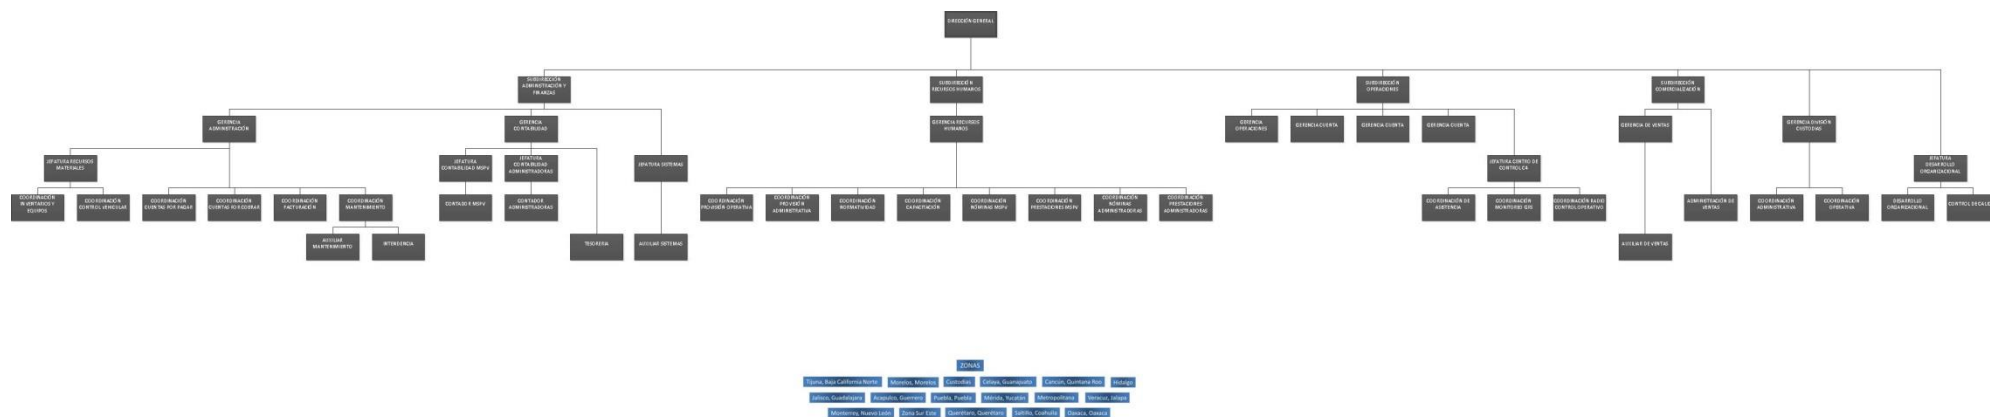 DIRECCIÓN GENERAL
SUBDIRECCIÓN
ADMINISTRACIÓN Y
FINANZAS
SUBDIRECCIÓN
RECURSOS HUMANOS
SUBDIRECCIÓN
OPERACIONES
SUBDIRECCIÓN
COMERCIALIZACIÓN
GERENCIA
ADMINISTRACIÓN
GERENCIA
CONTABILIDAD
GERENCIA RECURSOS
HUMANOS
GERENCIA
OPERACIONES
GERENCIA CUENTA
GERENCIA CUENTA
GERENCIA CUENTA
GERENCIA DE VENTAS
GERENCIA DIVISIÓN
CUSTODIAS
JEFATURA RECURSOS
MATERIALES
JEFATURA
CONTABILIDAD MSPV
JEFATURA
CONTABILIDAD
ADMINISTRADORAS
JEFATURA SISTEMAS
JEFATURA CENTRO DE
CONTROL C4
JEFATURA
DESARROLLO
ORGANIZACIONAL
COORDINACIÓN
INVENTARIOS Y
EQUIPOS
COORDINACIÓN
CONTROL VEHICULAR
COORDINACIÓN
CUENTAS POR PAGAR
COORDINACIÓN
CUENTAS POR COBRAR
COORDINACIÓN
FACTURACIÓN
COORDINACIÓN
MANTENIMIENTO
CONTADOR MSPV
CONTADOR
ADMINISTRADORAS
COORDINACIÓN
PROVISIÓN OPERATIVA
COORDINACIÓN
PROVISIÓN
ADMINISTRATIVA
COORDINACIÓN
NORMATIVIDAD
COORDINACIÓN
CAPACITACIÓN
COORDINACIÓN
NÓMINAS MSPV
COORDINACIÓN
PRESTACIONES MSPV
COORDINACIÓN
NÓMINAS
ADMINISTRADORAS
COORDINACIÓN
PRESTACIONES
ADMINISTRADORAS
COORDINACIÓN DE
ASISTENCIA
COORDINACIÓN
MONITOREO GPS
COORDINACIÓN RADIO
CONTROL OPERATIVO
ADMINISTRACIÓN DE
VENTAS
COORDINACIÓN
ADMINISTRATIVA
COORDINACIÓN
OPERATIVA
DESARROLLO
ORGANIZACIONAL
CONTROL DE
AUXILIAR
MANTENIMIENTO
INTENDENCIA
TESORERIA
AUXILIAR SISTEMAS
AUXILIAR DE VENTAS
ZONAS
Tijuna, Baja California Norte
Morelos, Morelos
Custodias
Celaya, Guanajuato
Cancún, Quintana Roo
Hidalgo
Jalisco, Guadalajara
Acapulco, Guerrero
Puebla, Puebla
Mérida, Yucatán
Metropolitana
Veracuz, Jalapa
Monterrey, Nuevo León
Zona Sur Este
Querétaro, Querétaro
Saltillo, Coahuila
Oaxaca, Oaxaca